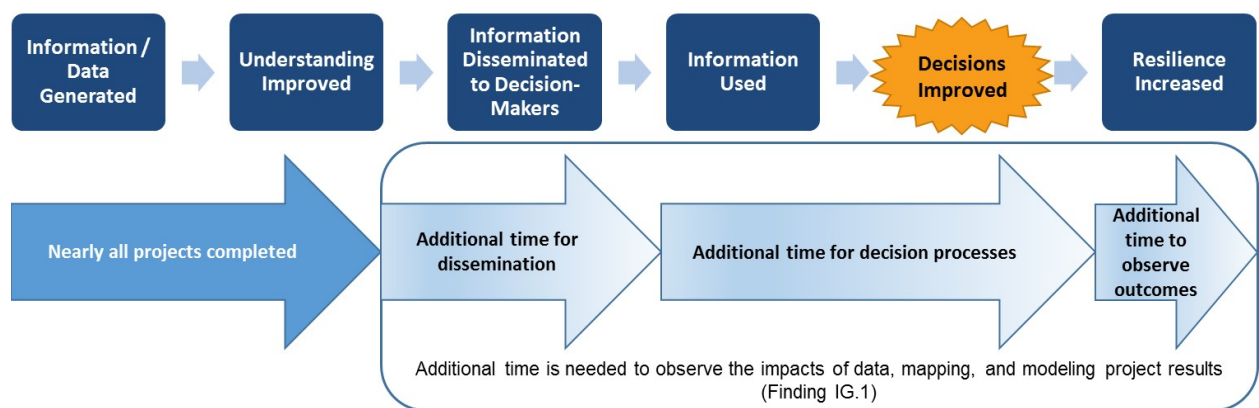 Information /
Data
Generated
Understanding
Improved
Information
Disseminated
to Decision-
Makers
Information
Used
Decisions
Improved
Resilience
Increased
Nearly all projects completed
Additional time for
dissemination
Additional time for decision processes
Additional
time to
observe
outcomes
Additional time is needed to observe the impacts of data, mapping, and modeling project results
(Finding IG.1)